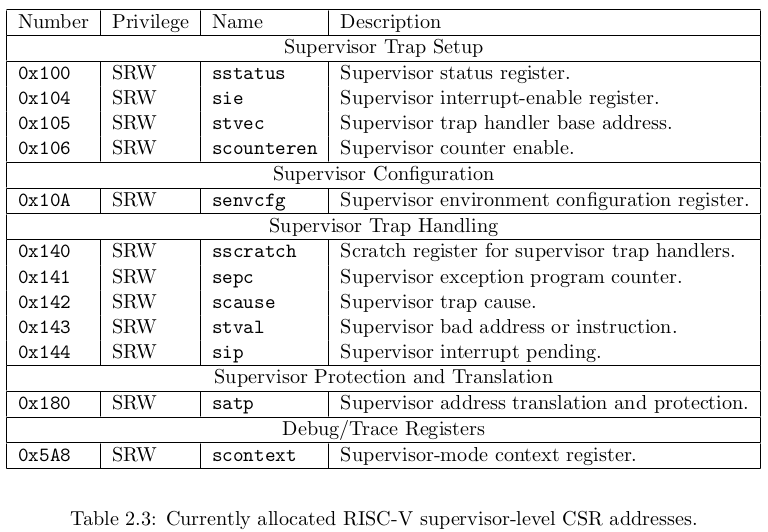 Number Privilege Name Description
Supervisor Trap Setup
0x100 SRW sstatus Supervisor status register.
0x104 SRW sie Supervisor interrupt-enable register.
0x105 SRW stvec Supervisor trap handler base address.
0x106 SRW scounteren Supervisor counter enable.
Supervisor Configuration
0x10A SRW senvcfg Supervisor environment configuration register.
Supervisor Trap Handling
0x140 SRW sscratch Scratch register for supervisor trap handlers.
0x141 SRW sepc Supervisor exception program counter.
0x142 SRW scause Supervisor trap cause.
0x143 SRW stval Supervisor bad address or instruction.
0x144 SRW sip Supervisor interrupt pending.
Supervisor Protection and Translation
0x180 SRW satp Supervisor address translation and protection.
Debug/Trace Registers
0x5A8 SRW scontext Supervisor-mode context register.
Table 2.3: Currently allocated RISC-V supervisor-level CSR addresses.